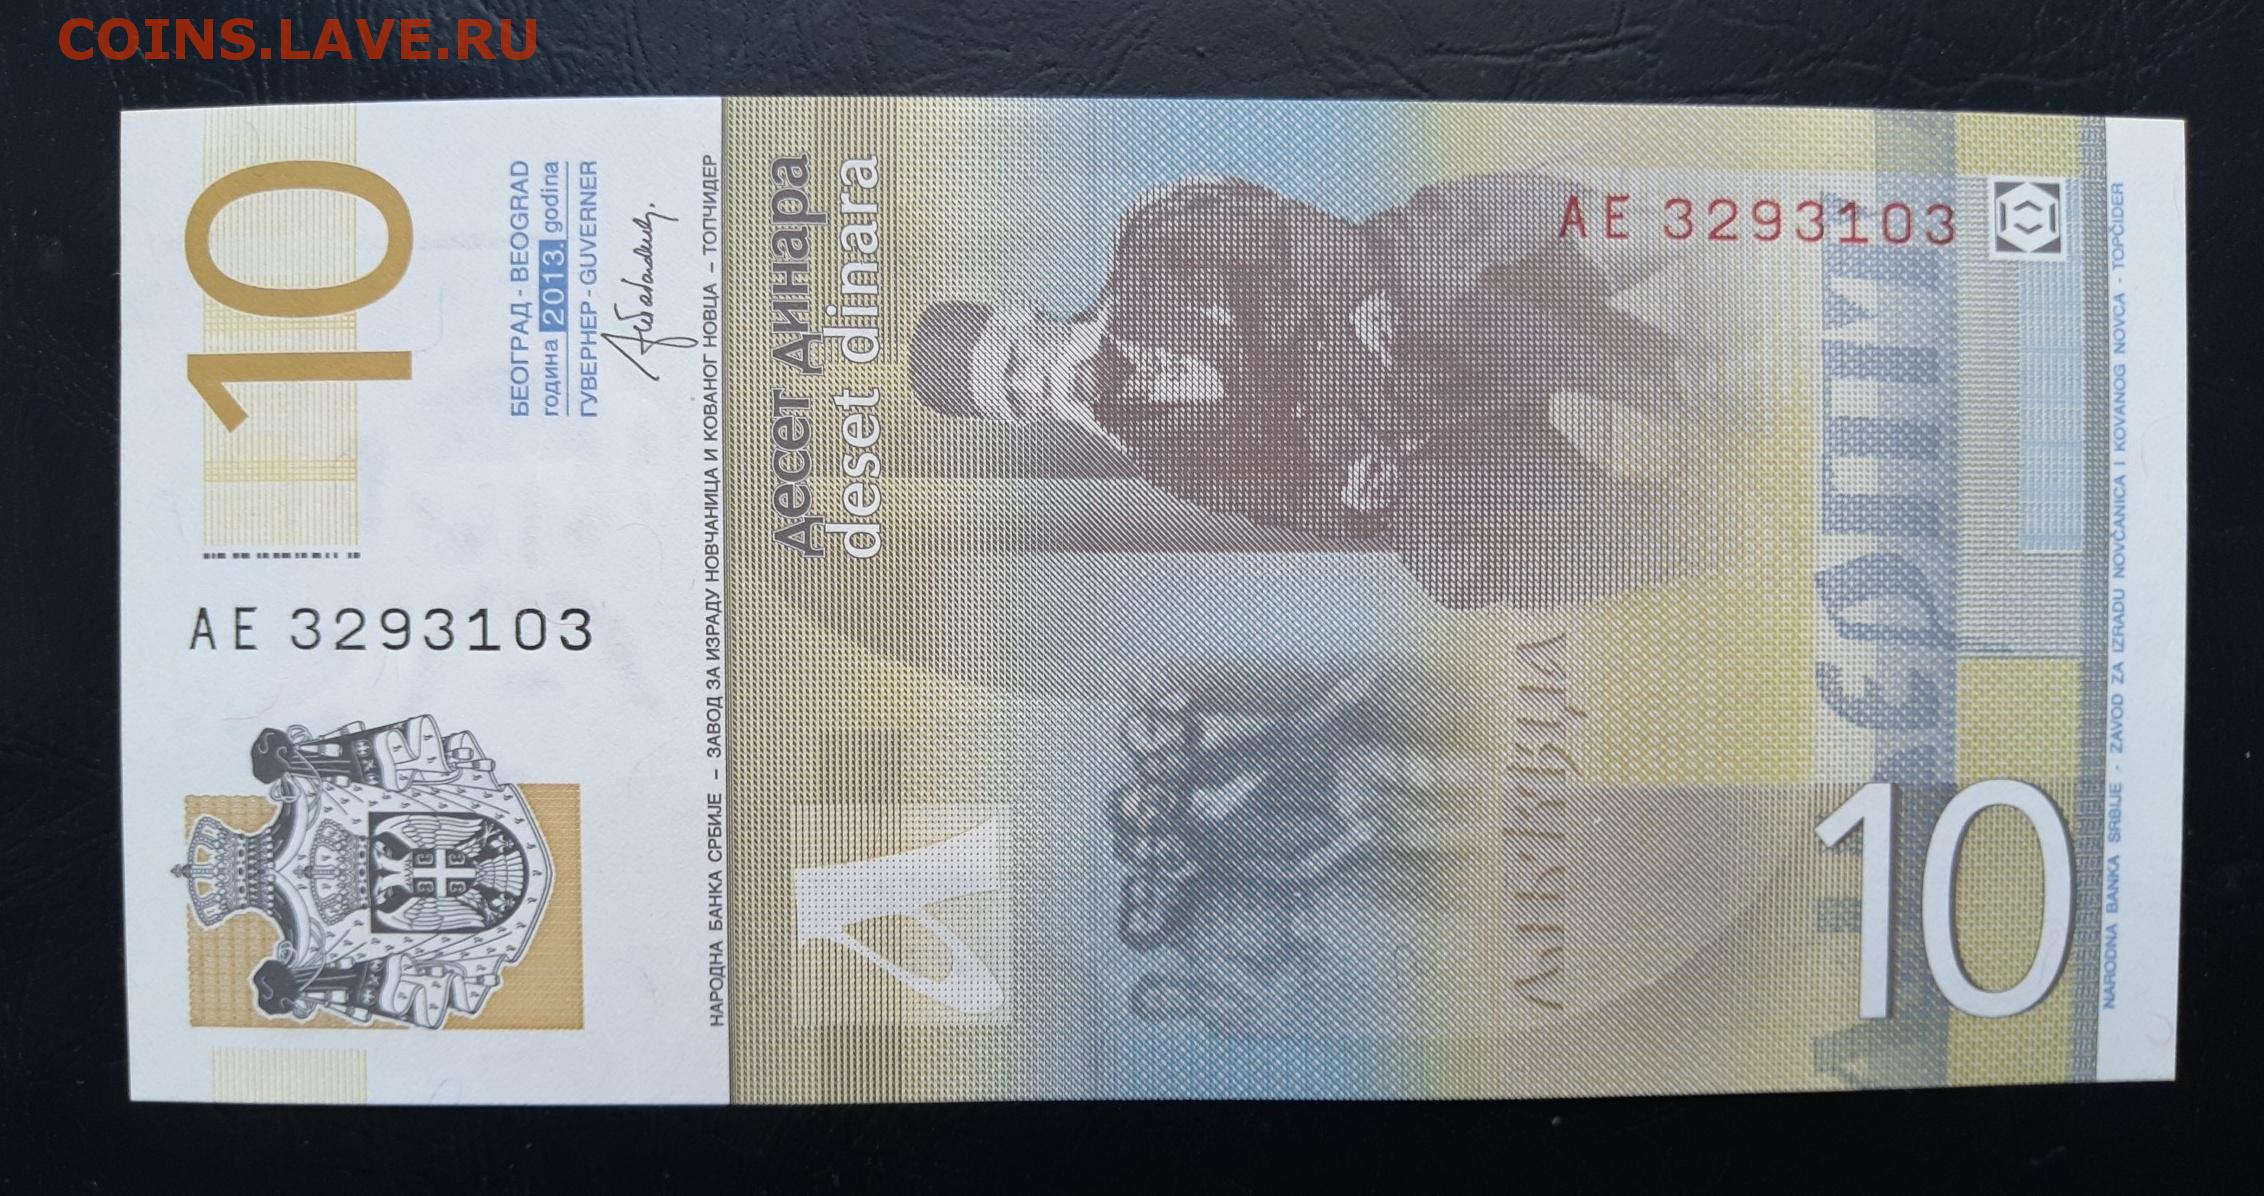 COINS.LAVE.RU
10
БЕОГРАД - BEOGRAD
година 2013. godina
ГУВЕРНЕР - GUVERNER
НАРОДНА БАНКА СРБИЈЕ – ЗАВОД ЗА ИЗРАДУ НОВЧАНИЦА И КОВАНОГ НОВЦА – ТОПЧИДЕР
AE 3293103
десет динара
deset dinara
AE 3293103
10
NARODNA BANKA SRBIJE - ZAVOD ZA IZRADU NOVČANICA I KOVANOG NOVCA - TOPČIDER